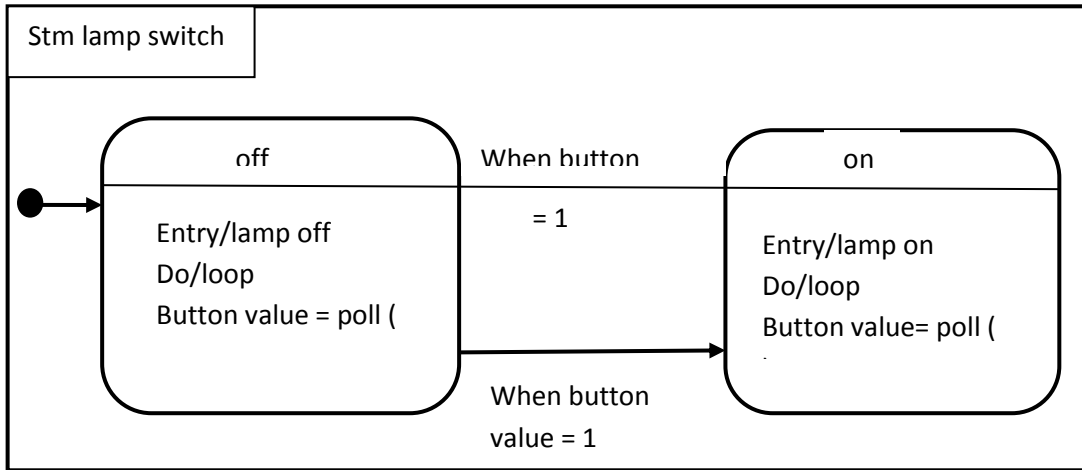 Stm lamp switch
off
Entry/lamp off
Do/loop
Button value = poll (
When button
= 1
When button
value = 1
on
Entry/lamp on
Do/loop
Button value= poll (